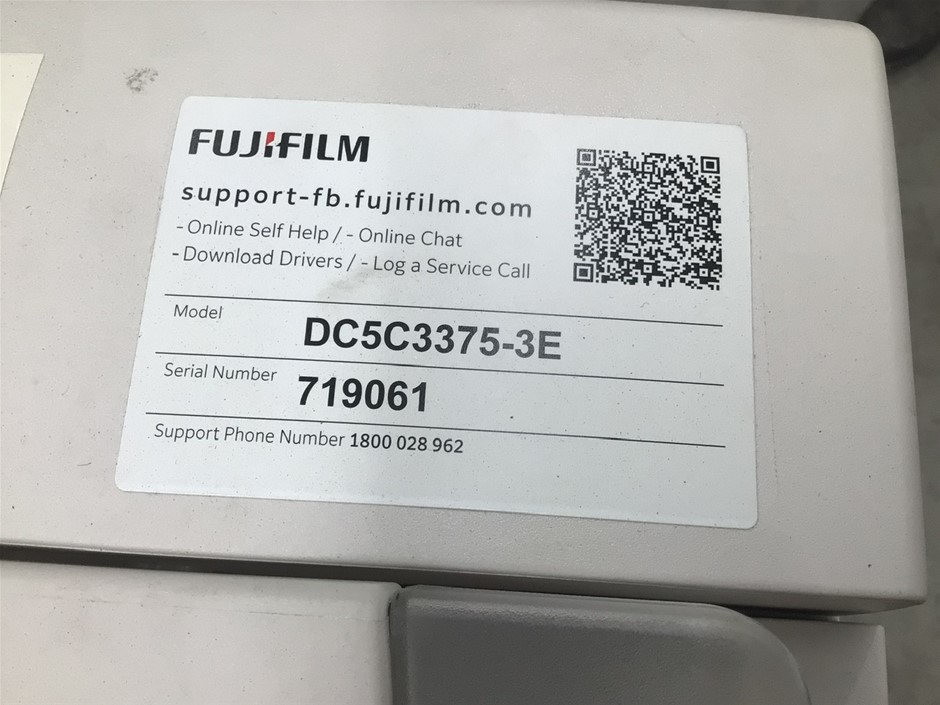 FUJIFILM
support-fb.fujifilm.com
- Online Self Help / - Online Chat
- Download Drivers / - Log a Service Call
Model DC5C3375-3E
Serial Number 719061
Support Phone Number 1800 028 962